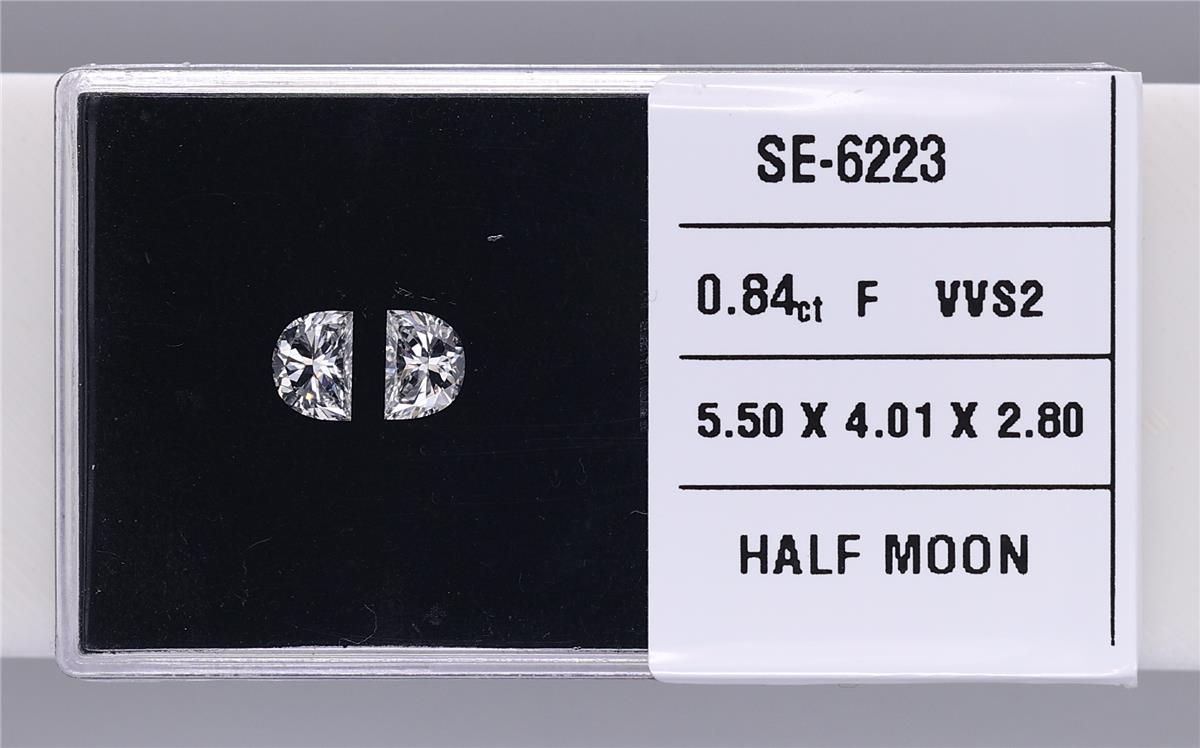 SE-6223
0.84ct F VVS2
5.50 X 4.01 X 2.80
HALF MOON